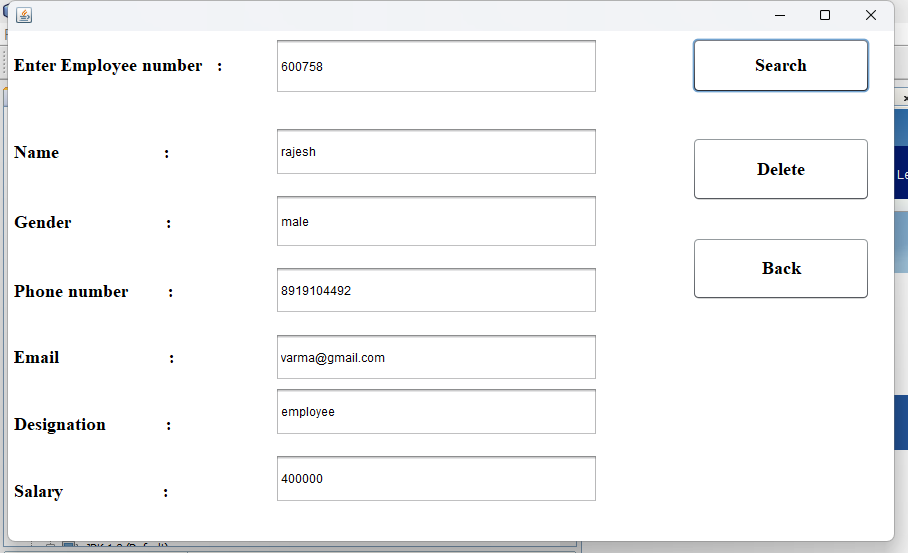 Enter Employee number : 600758 Search
Name : rajesh
Delete
Gender : male
Back
Phone number : 8919104492
Email : varma@gmail.com
Designation : employee
Salary : 400000